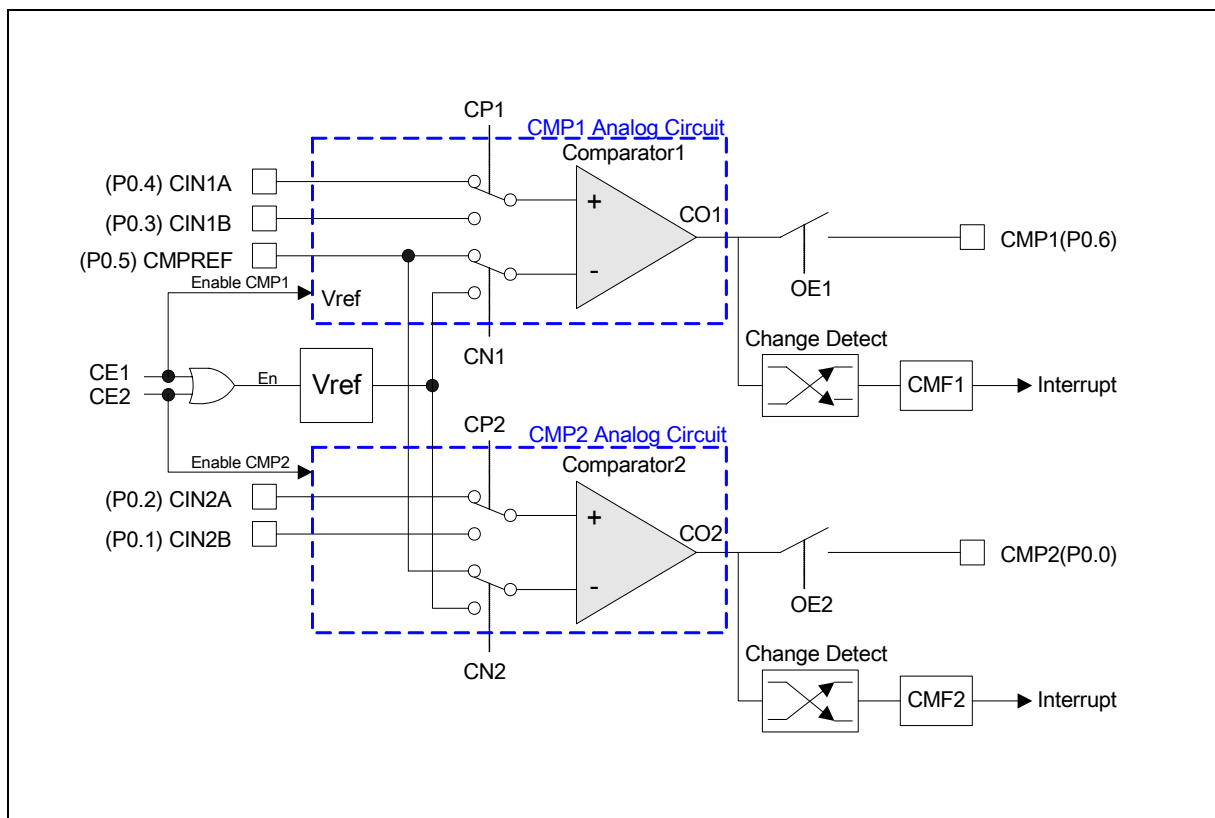 CP1
CMP1 Analog Circuit
Comparator1
(P0.4) CIN1A
+
CO1
(P0.3) CIN1B
CMP1(P0.6)
(P0.5) CMPREF
-
Enable CMP1
Vref
OE1
CN1
Change Detect
CE1
En
Vref
CMF1
Interrupt
CE2
CP2
CMP2 Analog Circuit
Enable CMP2
Comparator2
(P0.2) CIN2A
+
CO2
(P0.1) CIN2B
CMP2(P0.0)
-
OE2
CN2
Change Detect
CMF2
Interrupt